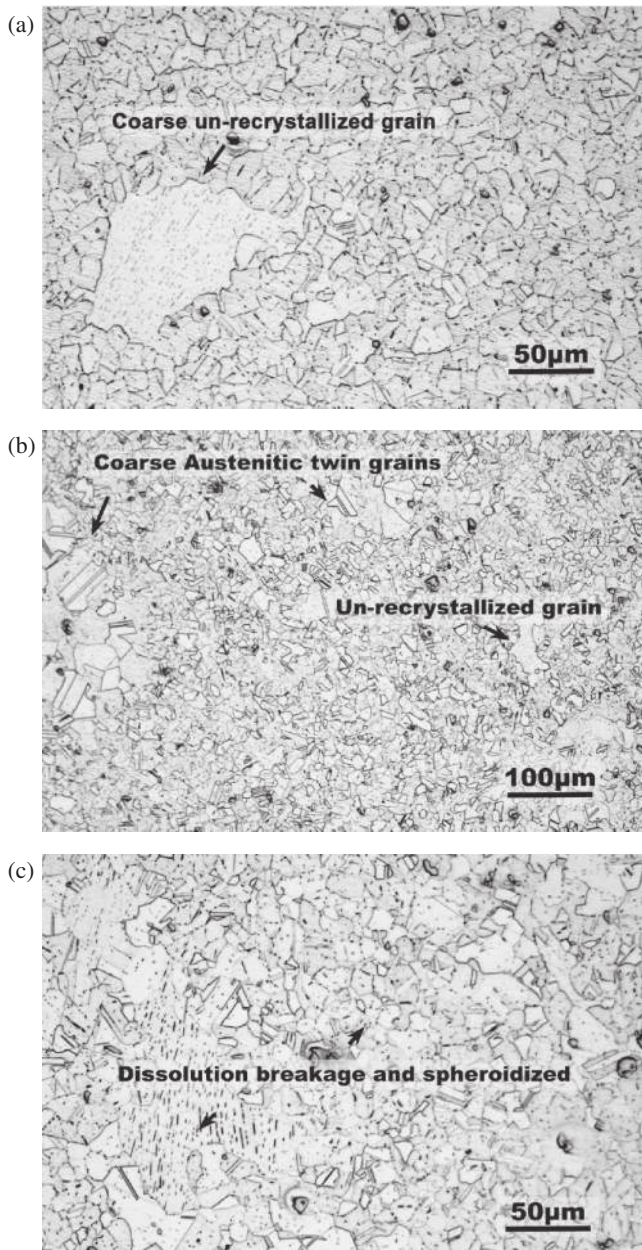 (a)
Coarse un-recrystallized grain
50μm
(b)
Coarse Austenitic twin grains
Un-recrystallized grain
100μm
(c)
Dissolution breakage and spheroidized
50μm